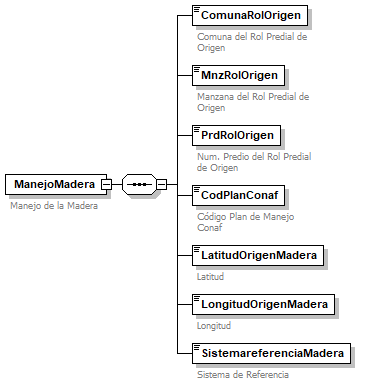 ComunaRolOrigen
Comuna del Rol Predial de
Origen
MnzRolOrigen
Manzana del Rol Predial de
Origen
PrdRolOrigen
Num. Predio del Rol Predial
de Origen
ManejoMadera
Manejo de la Madera
CodPlanConaf
Código Plan de Manejo
Conaf
LatitudOrigenMadera
Latitud
LongitudOrigenMadera
Longitud
SistemareferenciaMadera
Sistema de Referencia